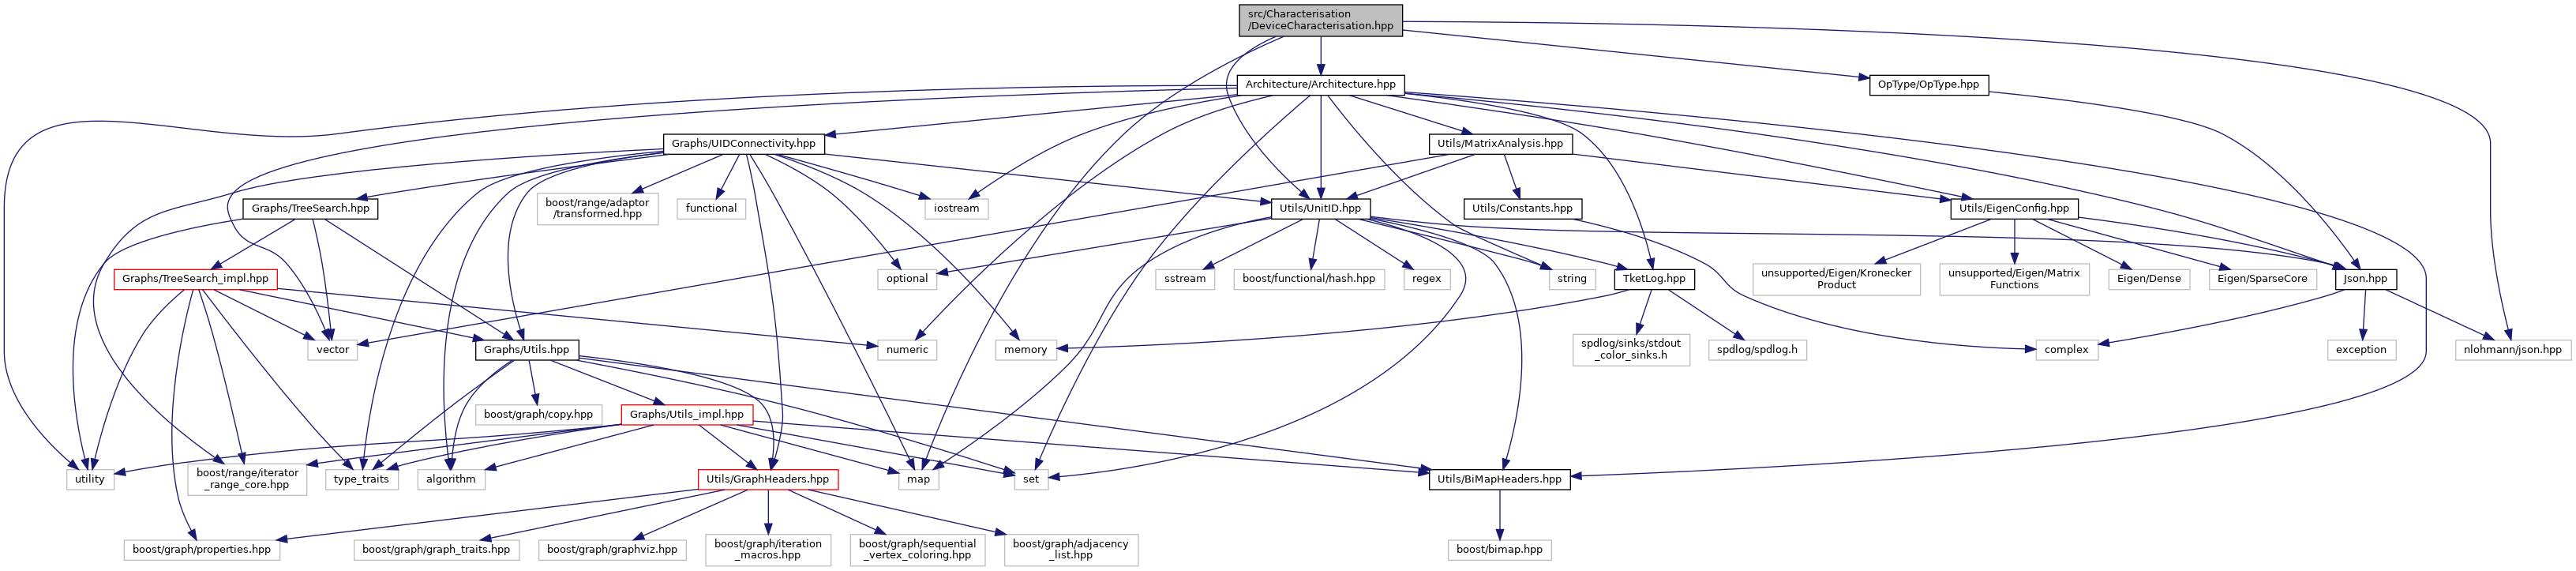 src/Characterisation
/DeviceCharacterisation.hpp
Architecture/Architecture.hpp
OpType/OpType.hpp
Graphs/UIDConnectivity.hpp
Utils/MatrixAnalysis.hpp
Graphs/TreeSearch.hpp
boost/range/adaptor
/transformed.hpp
functional
iostream
Utils/UnitID.hpp
Utils/Constants.hpp
Utils/EigenConfig.hpp
Graphs/TreeSearch_impl.hpp
optional
sstream
boost/functional/hash.hpp
regex
string
TketLog.hpp
unsupported/Eigen/Kronecker
Product
unsupported/Eigen/Matrix
Functions
Eigen/Dense
Eigen/SparseCore
Json.hpp
vector
Graphs/Utils.hpp
numeric
memory
spdlog/sinks/stdout
_color_sinks.h
spdlog/spdlog.h
complex
exception
nlohmann/json.hpp
boost/graph/copy.hpp
Graphs/Utils_impl.hpp
utility
boost/range/iterator
_range_core.hpp
type_traits
algorithm
Utils/GraphHeaders.hpp
map
set
Utils/BiMapHeaders.hpp
boost/graph/properties.hpp
boost/graph/graph_traits.hpp
boost/graph/graphviz.hpp
boost/graph/iteration
_macros.hpp
boost/graph/sequential
_vertex_coloring.hpp
boost/graph/adjacency
_list.hpp
boost/bimap.hpp